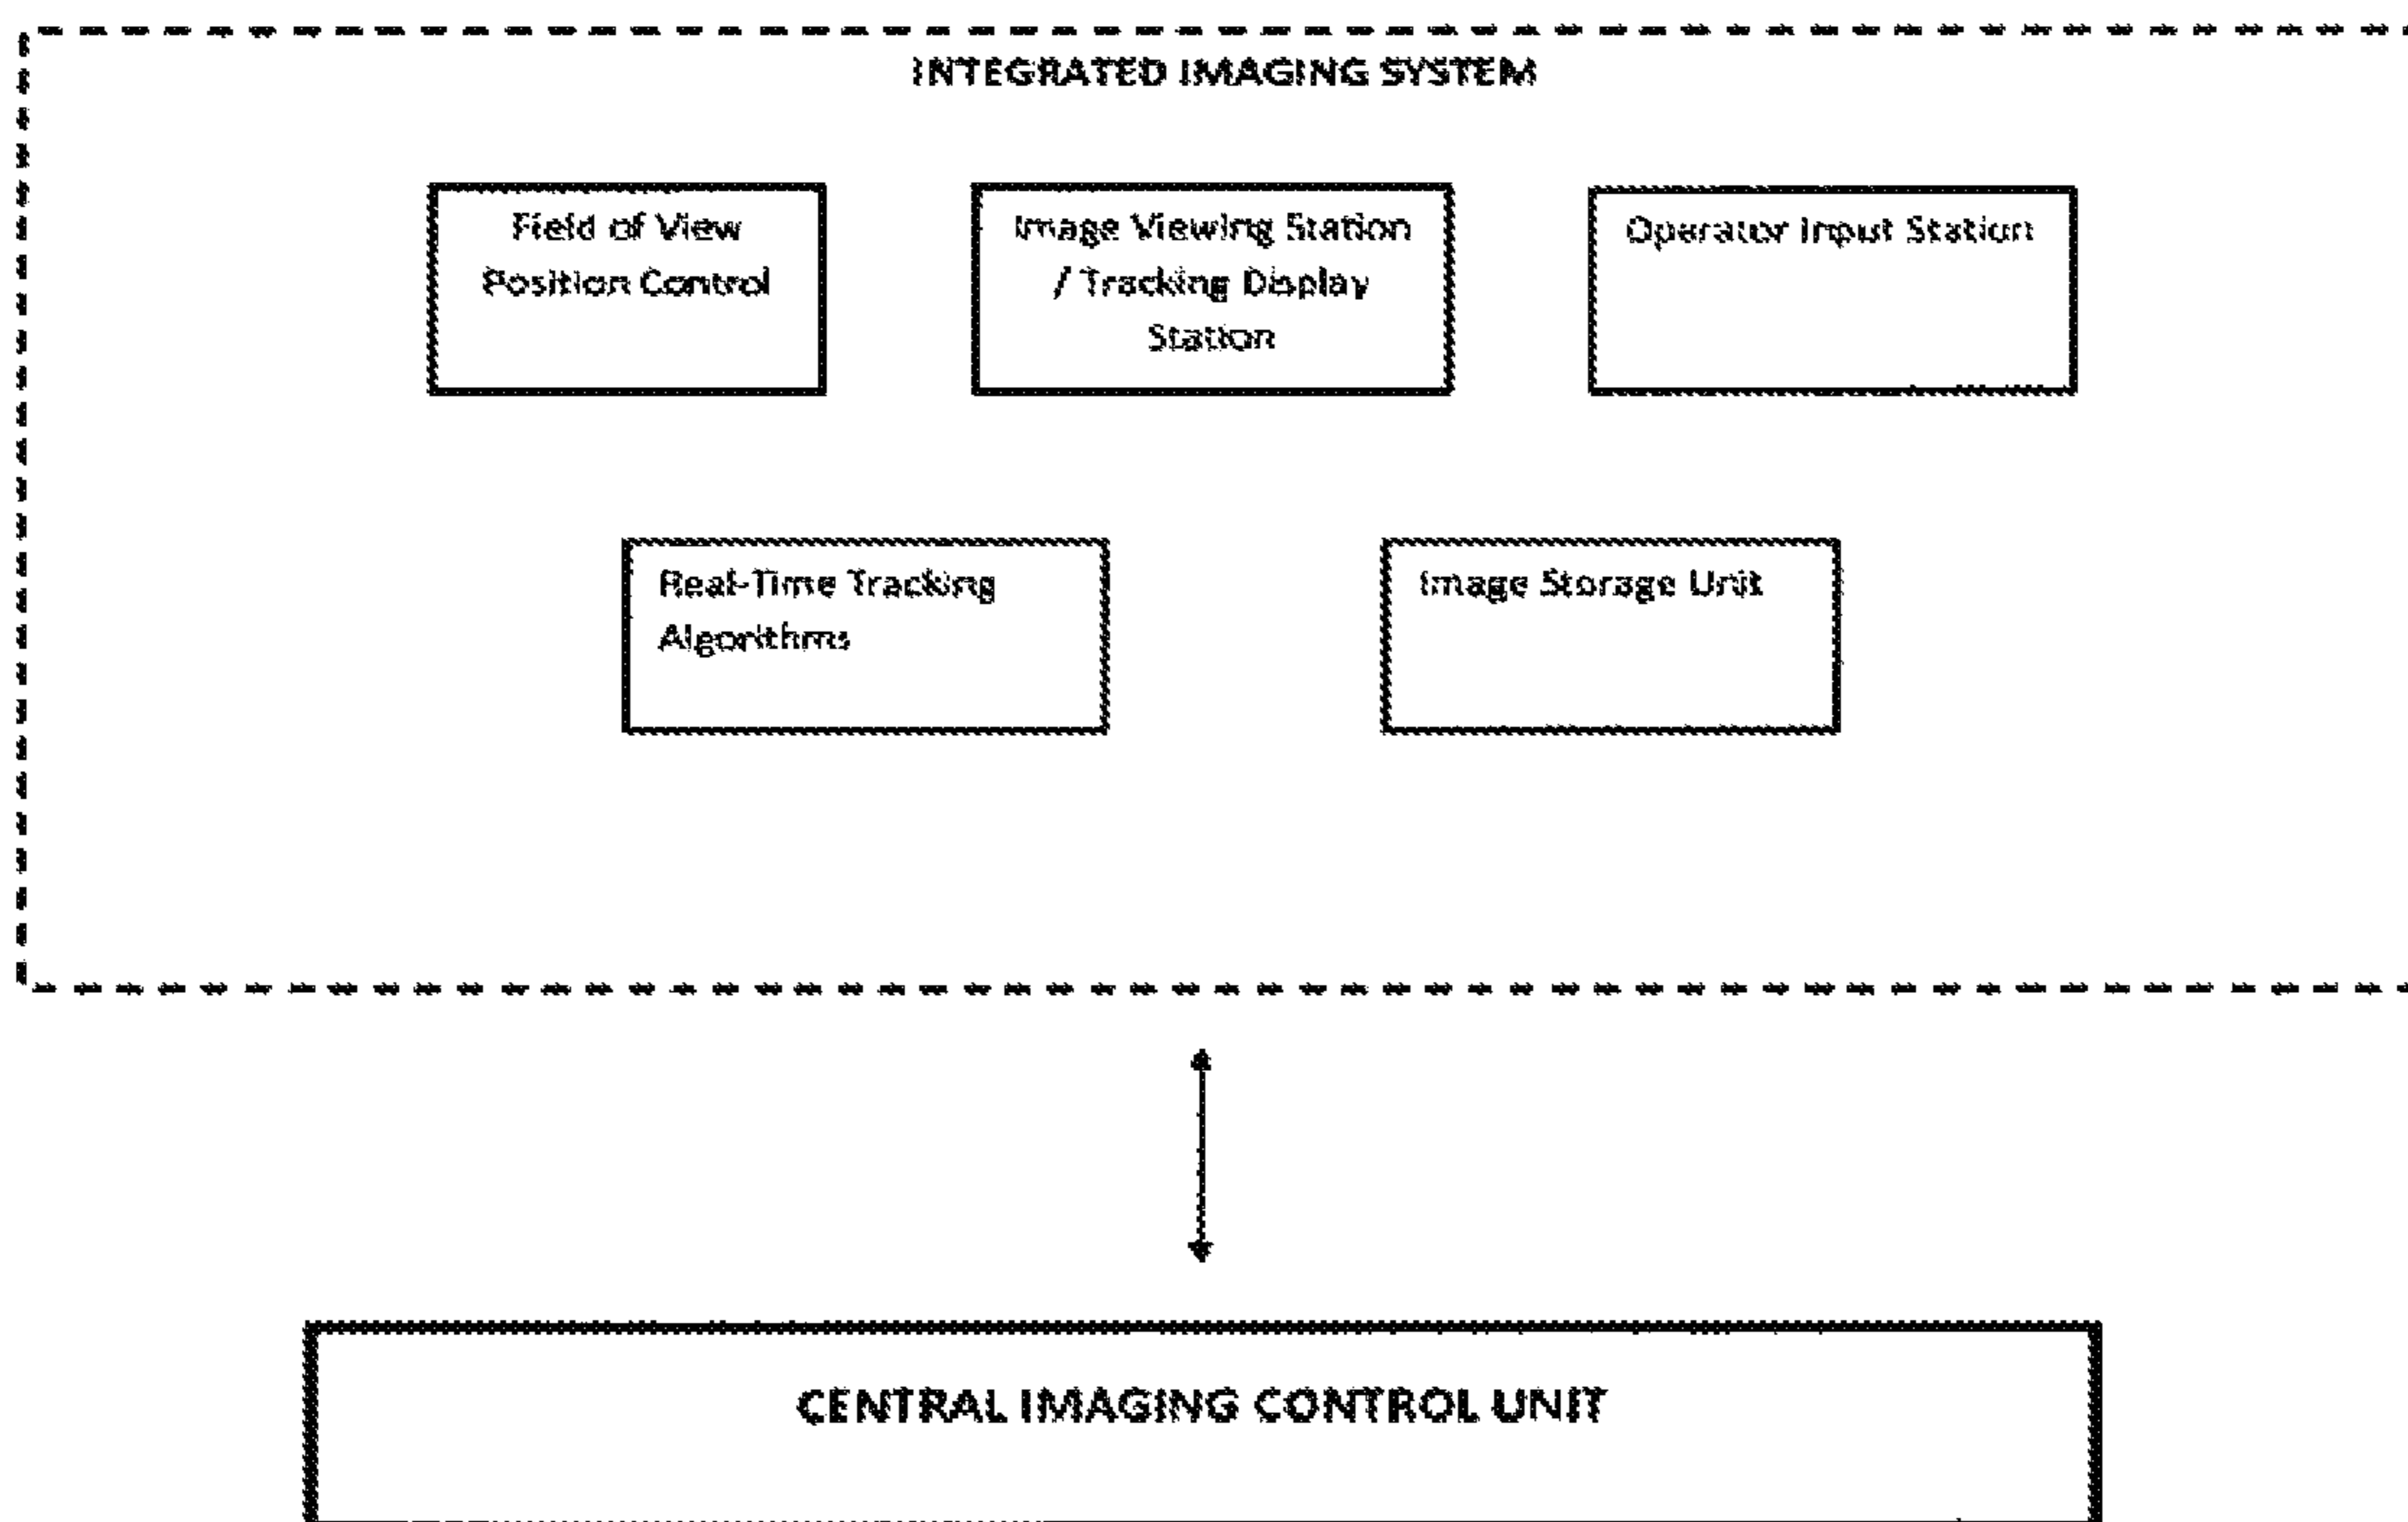 INTEGRATED IMAGING SYSTEM
Field of View
Position Control
Image Viewing Station
/ Tracking Display
Station
Operator Input Station
Real-Time Tracking
Algorithms
Image Storage Unit
CENTRAL IMAGING CONTROL UNIT